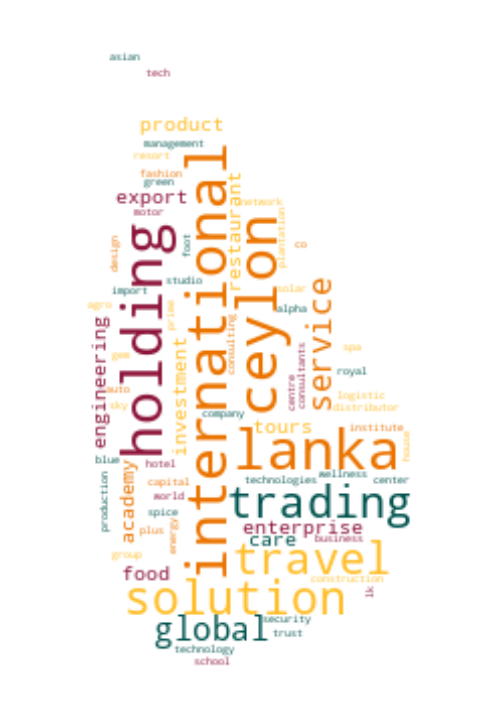 asian
tech
product
management
resort
fashion
green
export
motor
international
restaurant
network
plantation
holding
foot
ceylon
co
design
studio
solar
import
alpha
service
agro
prime
engineering
investment
consulting
gem
centre
consultants
spa
royal
auto
sky
logistic
distributor
company
tours
institute
lanka
house
blue
academy
hotel
production
capital
technologies
wellness
center
world
trading
spice
enterprise
plus
energy
care
business
group
travel
food
construction
solution
lk
global
security
trust
technology
school